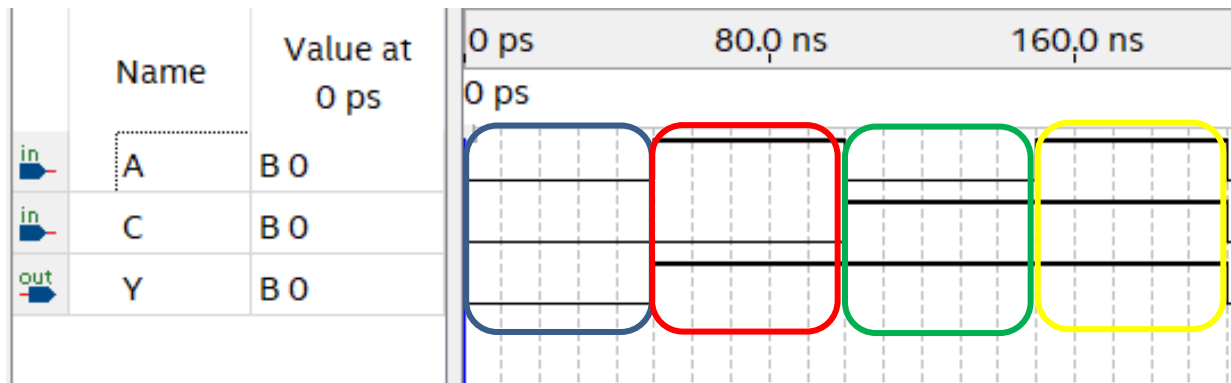 Name
Value at
0 ps
0 ps 80.0 ns 160.0 ns
0 ps
in A B 0
in C B 0
out Y B 0